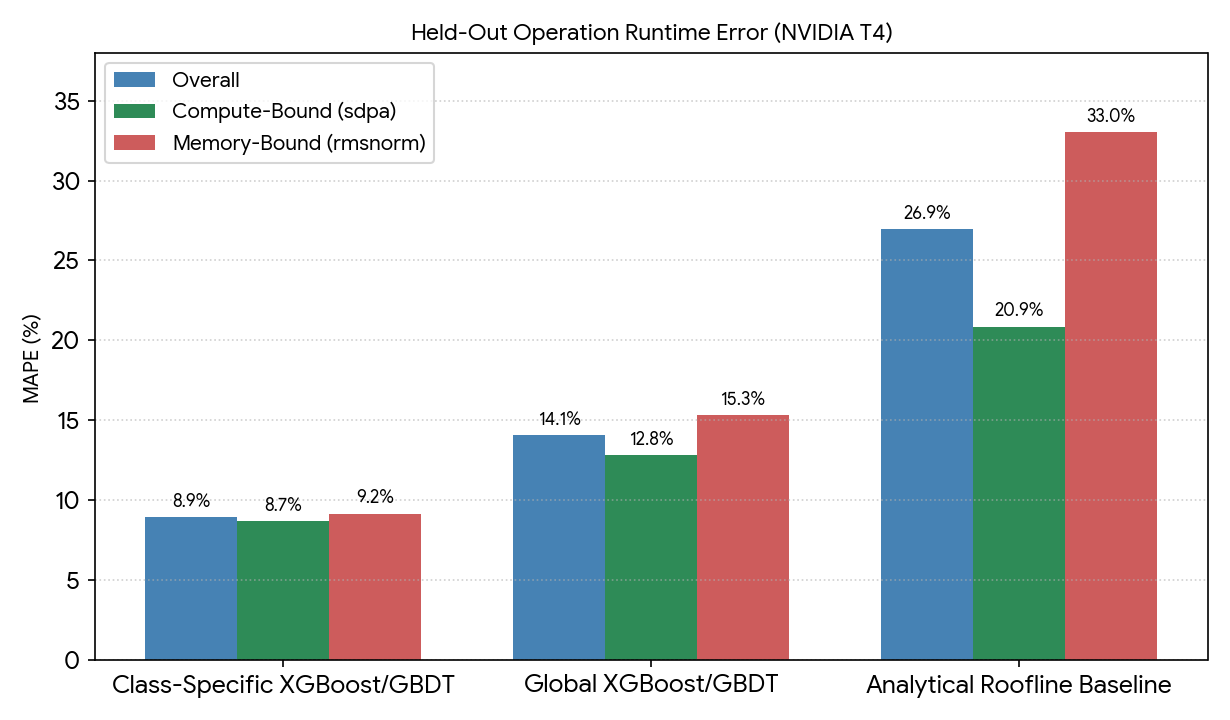 Held-Out Operation Runtime Error (NVIDIA T4)
Overall
Compute-Bound (sdpa)
Memory-Bound (rmsnorm)
MAPE (%)
35
30
25
20
15
10
5
0
8.9%
8.7%
9.2%
14.1%
12.8%
15.3%
26.9%
20.9%
33.0%
Class-Specific XGBoost/GBDT
Global XGBoost/GBDT
Analytical Roofline Baseline